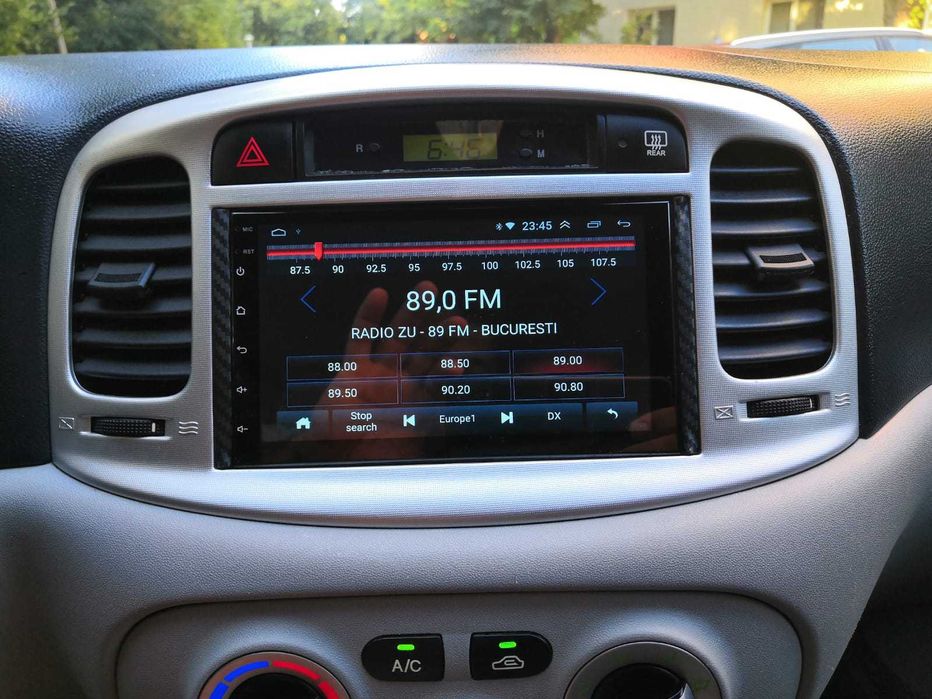 R
6:46
H
M
REAR
MIC
RST
23:45
87.5 90 92.5 95 97.5 100 102.5 105 107.5
89,0 FM
RADIO ZU - 89 FM - BUCURESTI
88.00 88.50 89.00
89.50 90.20 90.80
Stop search
Europe1
DX
A/C